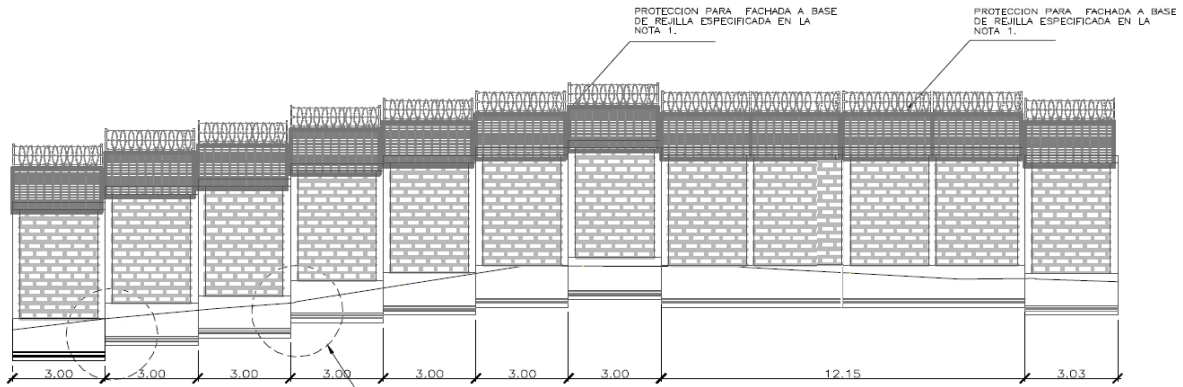 PROTECCION PARA FACHADA A BASE
DE REJILLA ESPECIFICADA EN LA
NOTA 1.
PROTECCION PARA FACHADA A BASE
DE REJILLA ESPECIFICADA EN LA
NOTA 1.
3.00 3.00 3.00 3.00 3.00 3.00 3.00 12.15 3.03